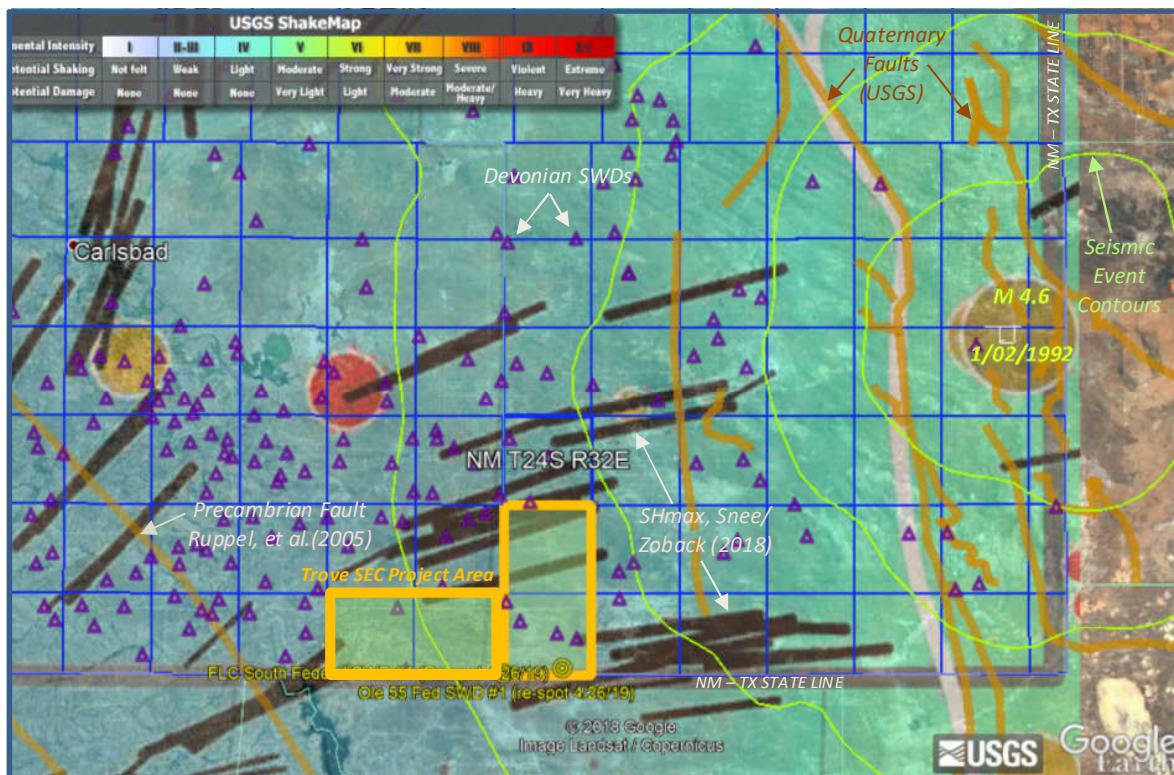 USGS ShakeMap
mental Intensity I II-III IV V VI VII VIII IX X+
otential Shaking Not felt Weak Light Moderate Strong Very Strong Severe Violent Extreme
otential Damage None None None Very Light Light Moderate Moderate/ Heavy Heavy Very Heavy
Quaternary
Faults
(USGS)
NM – TX STATE LINE
Devonian SWDs
Carlsbad
Seismic
Event
Contours
M 4.6
1/02/1992
NM T24S R32E
Precambrian Fault
Ruppel, et al.(2005)
SHmax, Snee/
Zoback (2018)
Trove SEC Project Area
FLC South Fede
26/19)
Ole 55 Fed SWD #1 (re-spot 4/26/19)
NM – TX STATE LINE
© 2018 Google
Image Landsat / Copernicus
USGS
Google
Earth